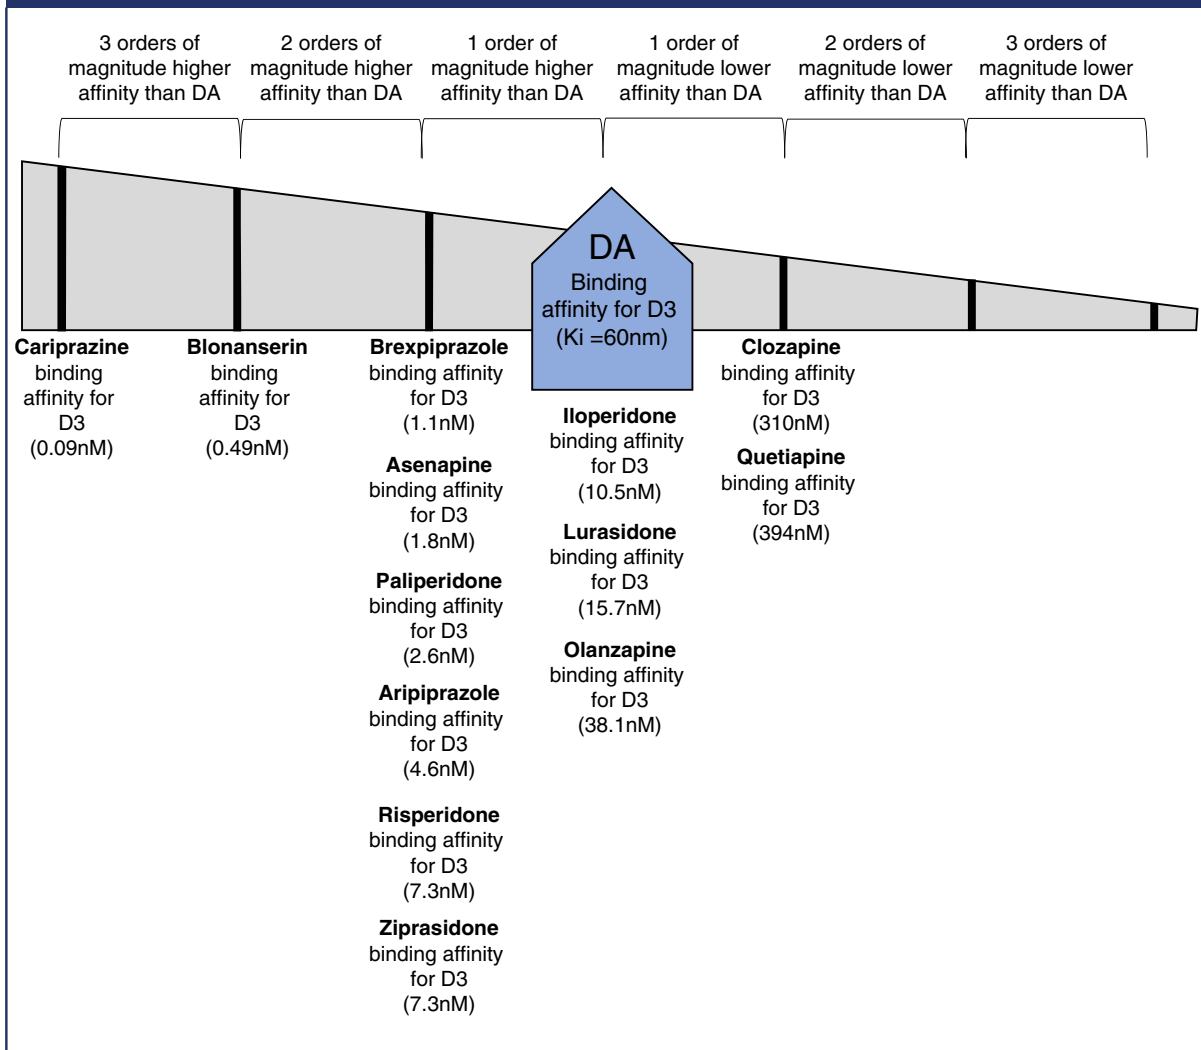 3 orders of
magnitude higher
affinity than DA
2 orders of
magnitude higher
affinity than DA
1 order of
magnitude higher
affinity than DA
1 order of
magnitude lower
affinity than DA
2 orders of
magnitude lower
affinity than DA
3 orders of
magnitude lower
affinity than DA
DA
Binding
affinity for D3
(Ki =60nm)
Cariprazine
binding
affinity for
D3
(0.09nM)
Blonanserin
binding
affinity for
D3
(0.49nM)
Brexpiprazole
binding affinity
for D3
(1.1nM)
Asenapine
binding affinity
for D3
(1.8nM)
Paliperidone
binding affinity
for D3
(2.6nM)
Aripiprazole
binding affinity
for D3
(4.6nM)
Risperidone
binding affinity
for D3
(7.3nM)
Ziprasidone
binding affinity
for D3
(7.3nM)
Iloperidone
binding affinity
for D3
(10.5nM)
Lurasidone
binding affinity
for D3
(15.7nM)
Olanzapine
binding affinity
for D3
(38.1nM)
Clozapine
binding affinity
for D3
(310nM)
Quetiapine
binding affinity
for D3
(394nM)